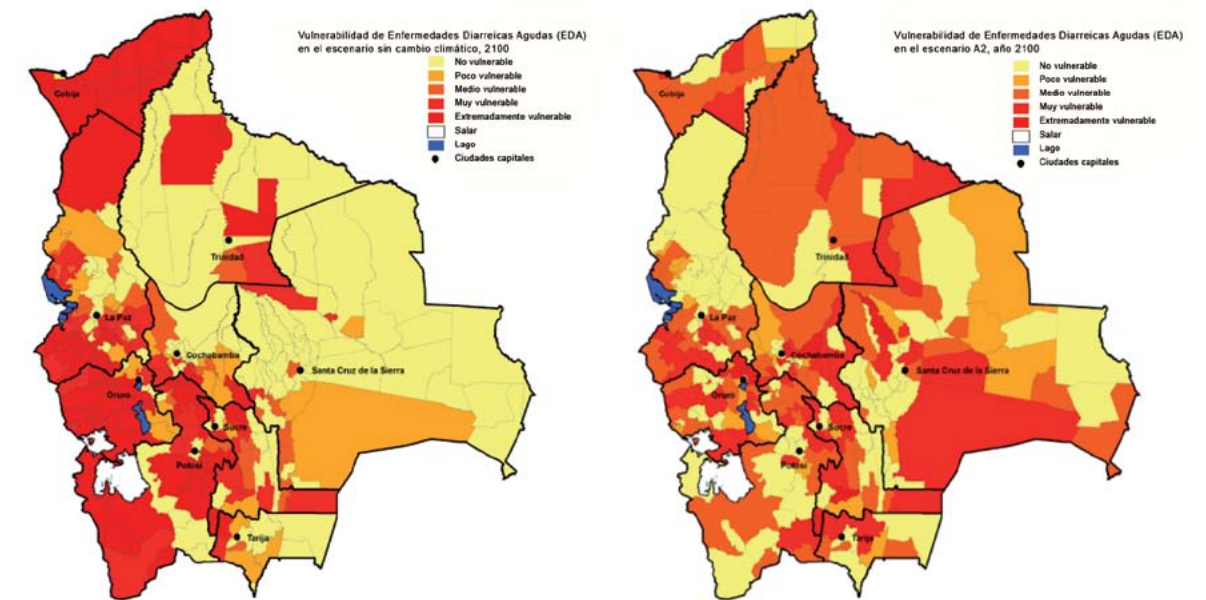 Vulnerabilidad de Enfermedades Diarreicas Agudas (EDA)
en el escenario sin cambio climático, 2100
No vulnerable
Poco vulnerable
Medio vulnerable
Muy vulnerable
Extremadamente vulnerable
Salar
Lago
Ciudades capitales
Cobija
Trinidad
La Paz
Cochabamba
Santa Cruz de la Sierra
Oruro
Sucre
Potosí
Tarija
Vulnerabilidad de Enfermedades Diarreicas Agudas (EDA)
en el escenario A2, año 2100
No vulnerable
Poco vulnerable
Medio vulnerable
Muy vulnerable
Extremadamente vulnerable
Salar
Lago
Ciudades capitales
Cobija
Trinidad
La Paz
Cochabamba
Santa Cruz de la Sierra
Oruro
Sucre
Potosí
Tarija